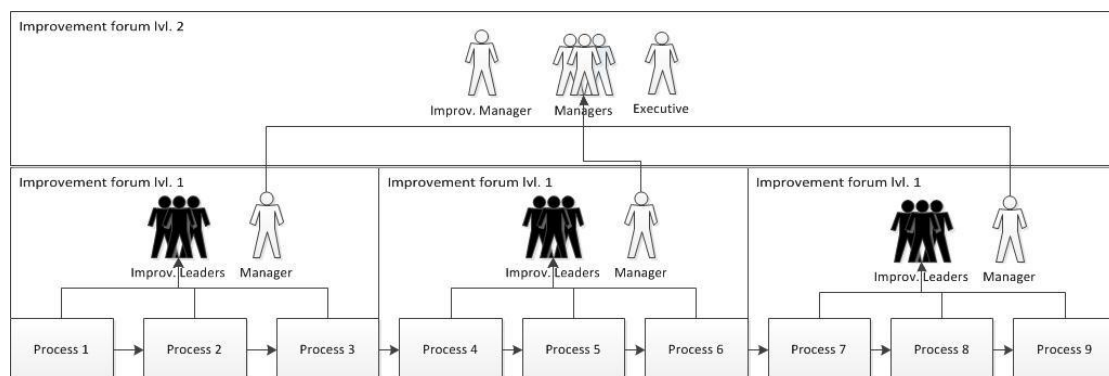 Improvement forum lvl. 2
Improv. Manager
Managers
Executive
Improvement forum lvl. 1
Improvement forum lvl. 1
Improvement forum lvl. 1
Improv. Leaders
Manager
Improv. Leaders
Manager
Improv. Leaders
Manager
Process 1
Process 2
Process 3
Process 4
Process 5
Process 6
Process 7
Process 8
Process 9